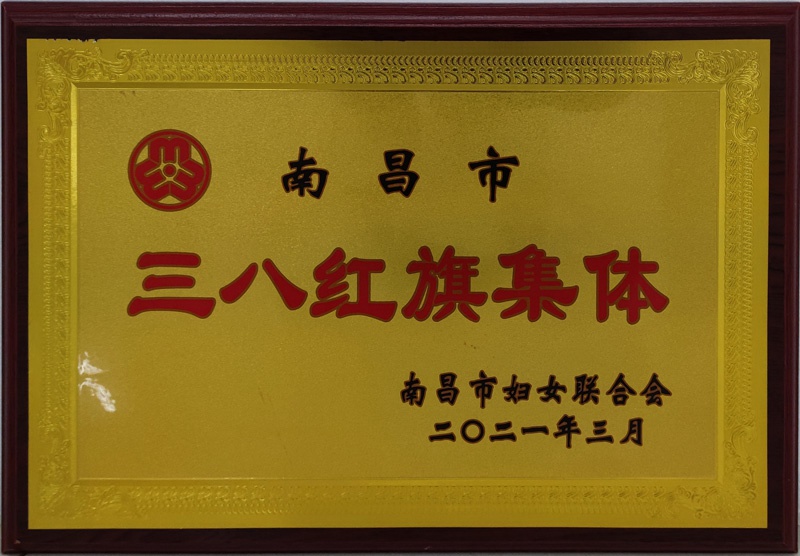 南昌市
三八红旗集体
南昌市妇女联合会
二〇二一年三月